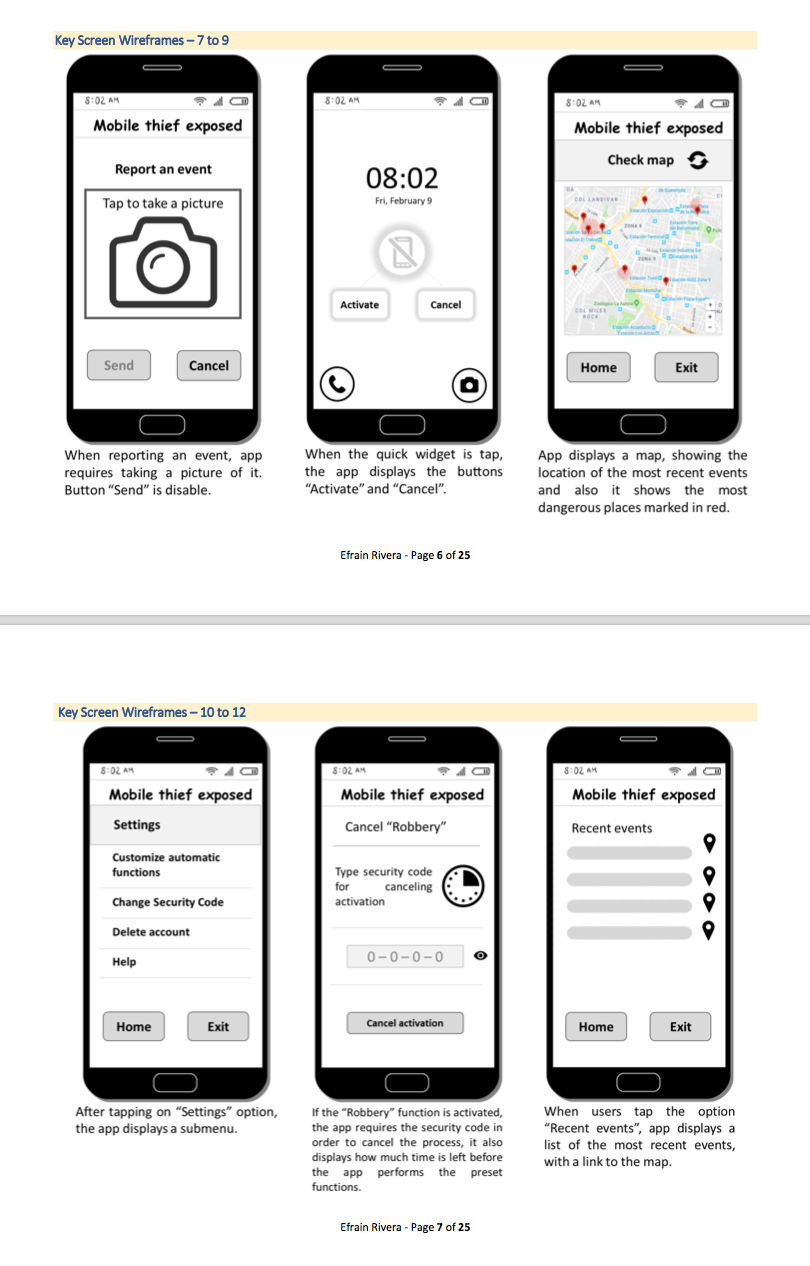 Key Screen Wireframes – 7 to 9
8:02 AM
Mobile thief exposed
Report an event
Tap to take a picture
Send
Cancel
When reporting an event, app
requires taking a picture of it.
Button “Send” is disable.
8:02 AM
08:02
Fri, February 9
Activate
Cancel
When the quick widget is tap,
the app displays the buttons
“Activate” and “Cancel”.
8:02 AM
Mobile thief exposed
Check map
COL LANDIVAR
ZONA 4
ZONA 9
COL MILES
ROCK
Home
Exit
App displays a map, showing the
location of the most recent events
and also it shows the most
dangerous places marked in red.
Efrain Rivera - Page 6 of 25
Key Screen Wireframes – 10 to 12
8:02 AM
Mobile thief exposed
Settings
Customize automatic
functions
Change Security Code
Delete account
Help
Home
Exit
After tapping on “Settings” option,
the app displays a submenu.
8:02 AM
Mobile thief exposed
Cancel “Robbery”
Type security code
for canceling
activation
0–0–0–0
Cancel activation
If the “Robbery” function is activated,
the app requires the security code in
order to cancel the process, it also
displays how much time is left before
the app performs the preset
functions.
8:02 AM
Mobile thief exposed
Recent events
Home
Exit
When users tap the option
“Recent events”, app displays a
list of the most recent events,
with a link to the map.
Efrain Rivera - Page 7 of 25